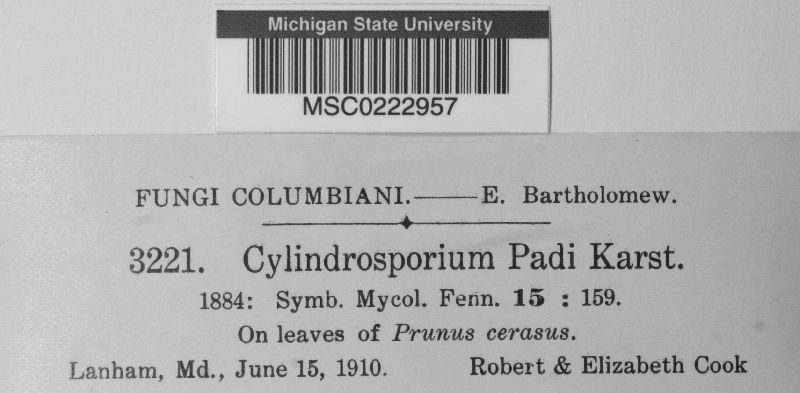 Michigan State University
MSC0222957
FUNGI COLUMBIANI.——E. Bartholomew.
3221. Cylindrosporium Padi Karst.
1884: Symb. Mycol. Fenn. 15 : 159.
On leaves of Prunus cerasus.
Lanham, Md., June 15, 1910. Robert & Elizabeth Cook